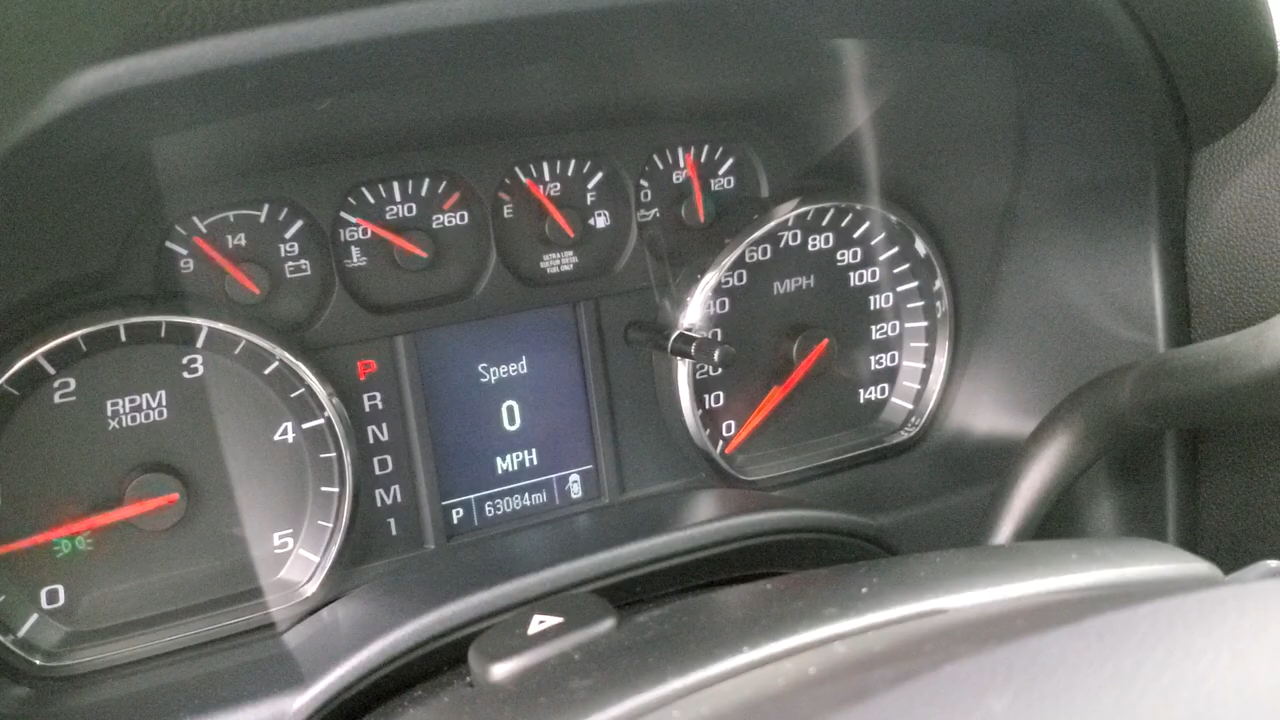 9 14 19
160 210 260
E 1/2 F
ULTRA LOW
SULFUR DIESEL
FUEL ONLY
0 60 120
0 2 3 4 5
RPM
x1000
P
R
N
D
M
1
Speed
0
MPH
P 63084mi
0 10 20 40 50 60 70 80 90 100 110 120 130 140
MPH